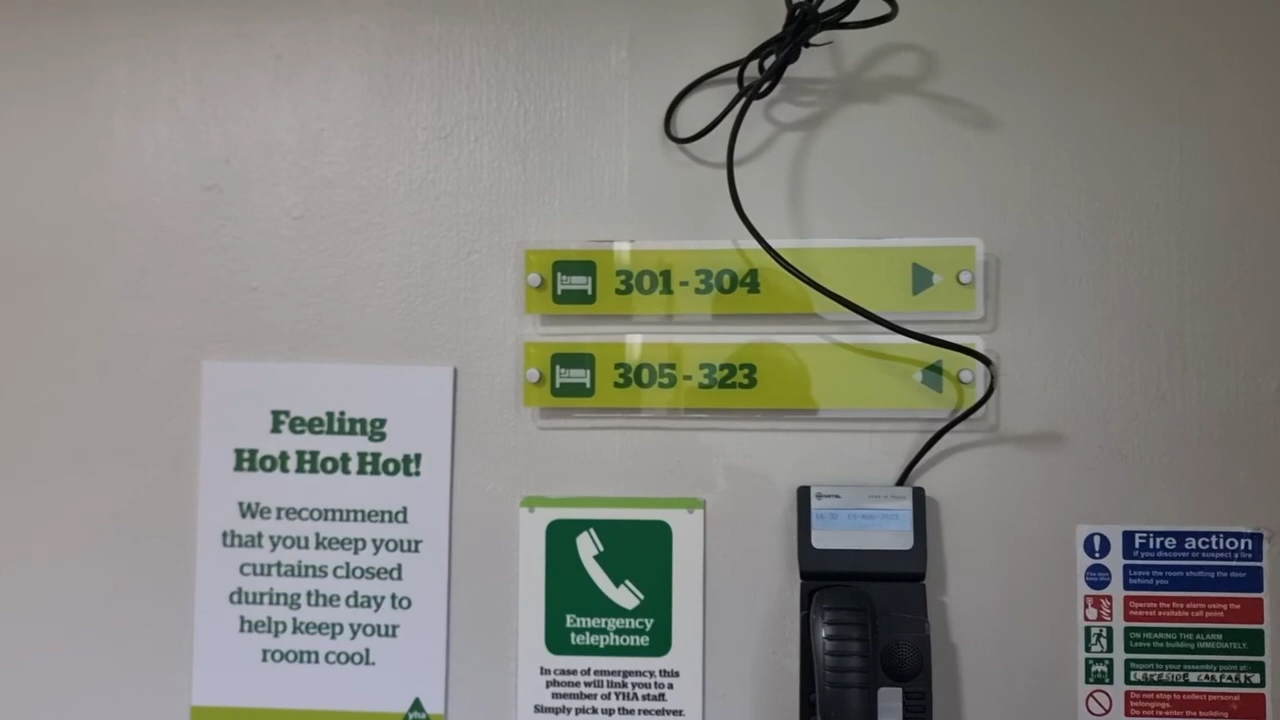 301-304
305-323
Feeling
Hot Hot Hot!
We recommend
that you keep your
curtains closed
during the day to
help keep your
room cool.
yha
Emergency
telephone
In case of emergency, this
phone will link you to a
member of YHA staff.
Simply pick up the receiver.
Fire action
if you discover or suspect a fire
Leave the room shutting the door
behind you
Operate the fire alarm using the
nearest available call point
ON HEARING THE ALARM
Leave the building IMMEDIATELY.
Report to your assembly point at:-
LAKESIDE CARPARK
Do not stop to collect personal
belongings.
Do not re-enter the building